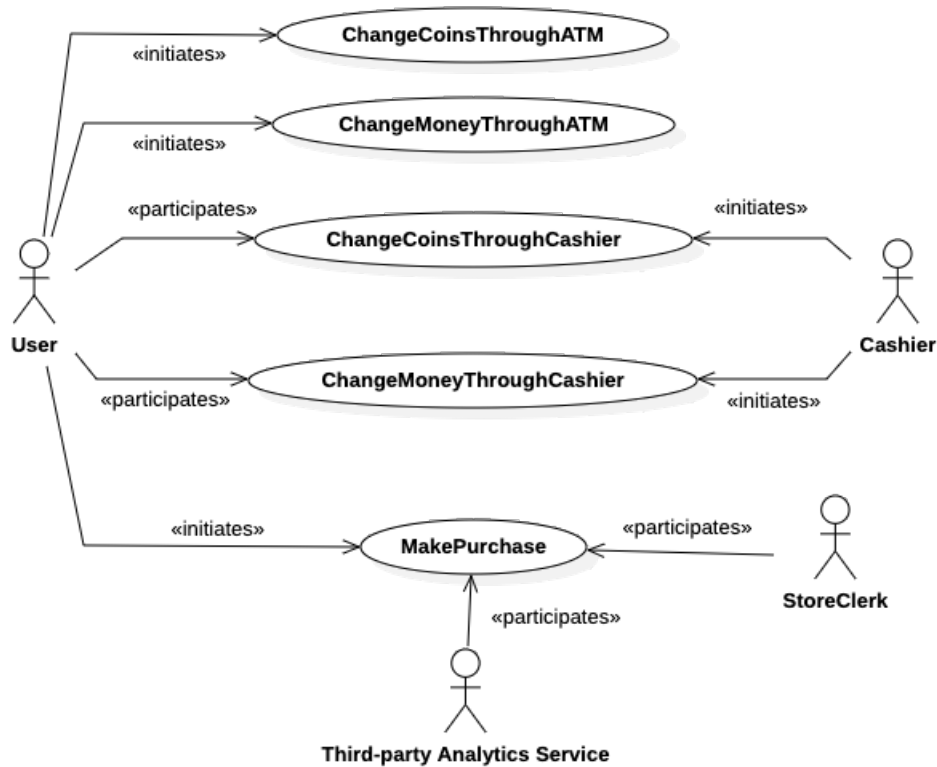 ChangeCoinsThroughATM
«initiates»
ChangeMoneyThroughATM
«initiates»
«participates»
«initiates»
ChangeCoinsThroughCashier
User
Cashier
ChangeMoneyThroughCashier
«participates»
«initiates»
«initiates»
«participates»
MakePurchase
StoreClerk
«participates»
Third-party Analytics Service